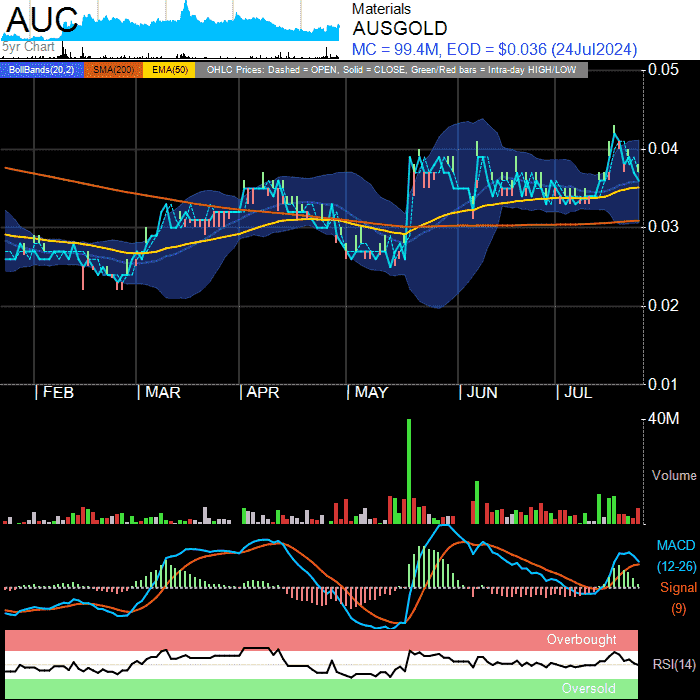 AUC
5yr Chart
Materials
AUSGOLD
MC = 99.4M, EOD = $0.036 (24Jul2024)
BollBands(20,2) SMA(200) EMA(50) OHLC Prices: Dashed = OPEN, Solid = CLOSE, Green/Red bars = Intra-day HIGH/LOW
0.05
0.04
0.03
0.02
0.01
| FEB | MAR | APR | MAY | JUN | JUL
40M
Volume
MACD
(12-26)
Signal
(9)
Overbought
RSI(14)
Oversold